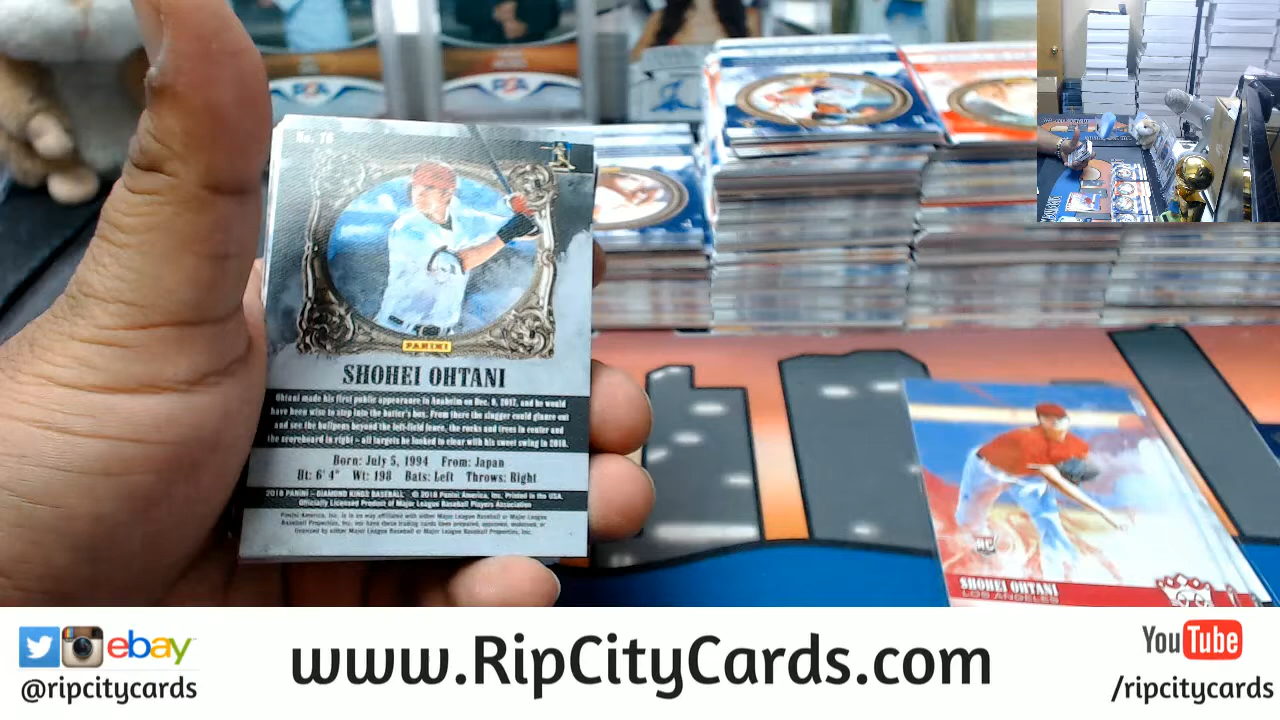 No. 76
PANINI
SHOHEI OHTANI
Ohtani made his first public appearance in Anaheim on Dec. 9, 2017, and he would
have been wise to step into the batter's box. From there the slugger could glance out
and see the bullpens beyond the left-field fence, the rocks and trees in center and
the scoreboard in right – all targets he looked to clear with his sweet swing in 2018.
Born: July 5, 1994 From: Japan
Ht: 6' 4" Wt: 198 Bats: Left Throws: Right
2018 PANINI – DIAMOND KINGS BASEBALL © 2018 Panini America, Inc. Printed in the USA.
Officially Licensed Product of Major League Baseball Players Association
Panini America, Inc. is in no way affiliated with either Major League Baseball or Major League
Baseball Properties, Inc. nor have these trading cards been prepared, approved, endorsed, or
licensed by either Major League Baseball or Major League Baseball Properties, Inc.
PSA
PSA
RC
SHOHEI OHTANI
LOS ANGELES
ebay
@ripcitycards
www.RipCityCards.com
YouTube
/ripcitycards